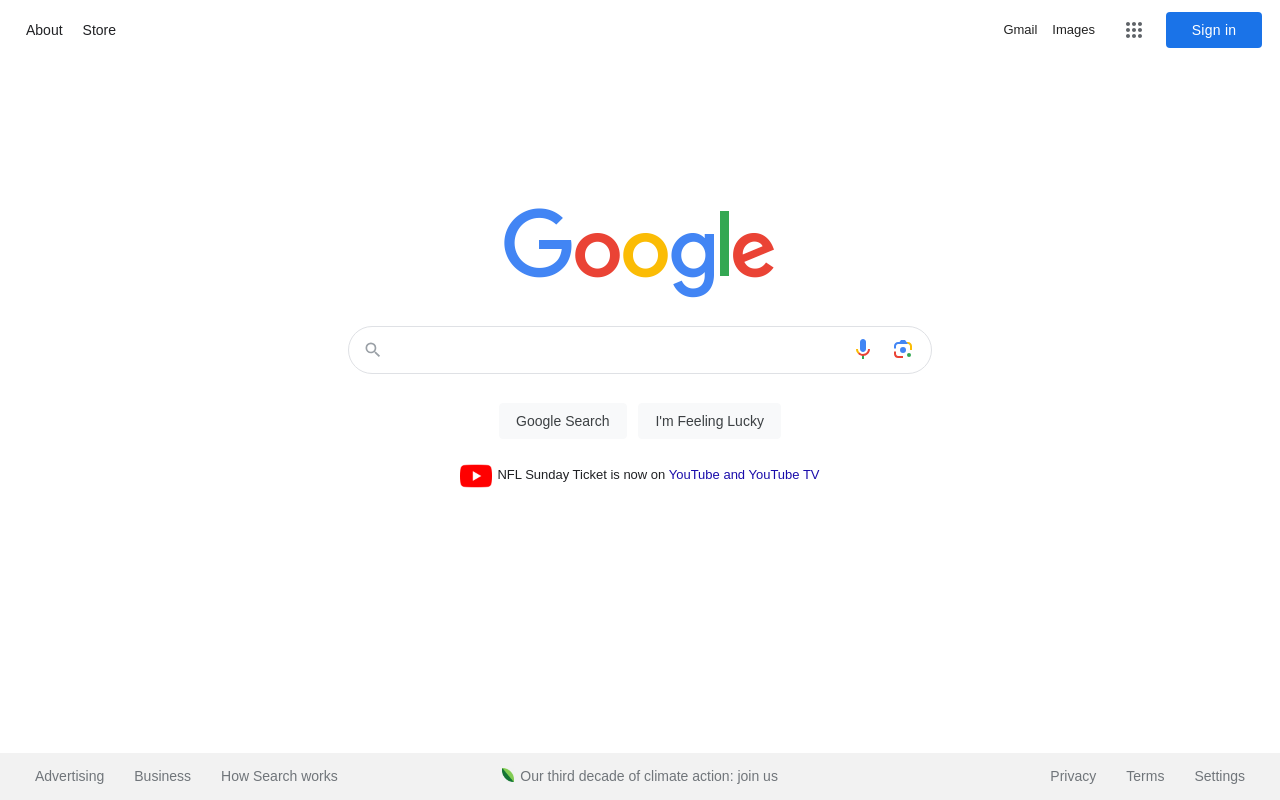 About Store Gmail Images Sign in
Google
Google Search I'm Feeling Lucky
NFL Sunday Ticket is now on YouTube and YouTube TV
Advertising Business How Search works Our third decade of climate action: join us Privacy Terms Settings